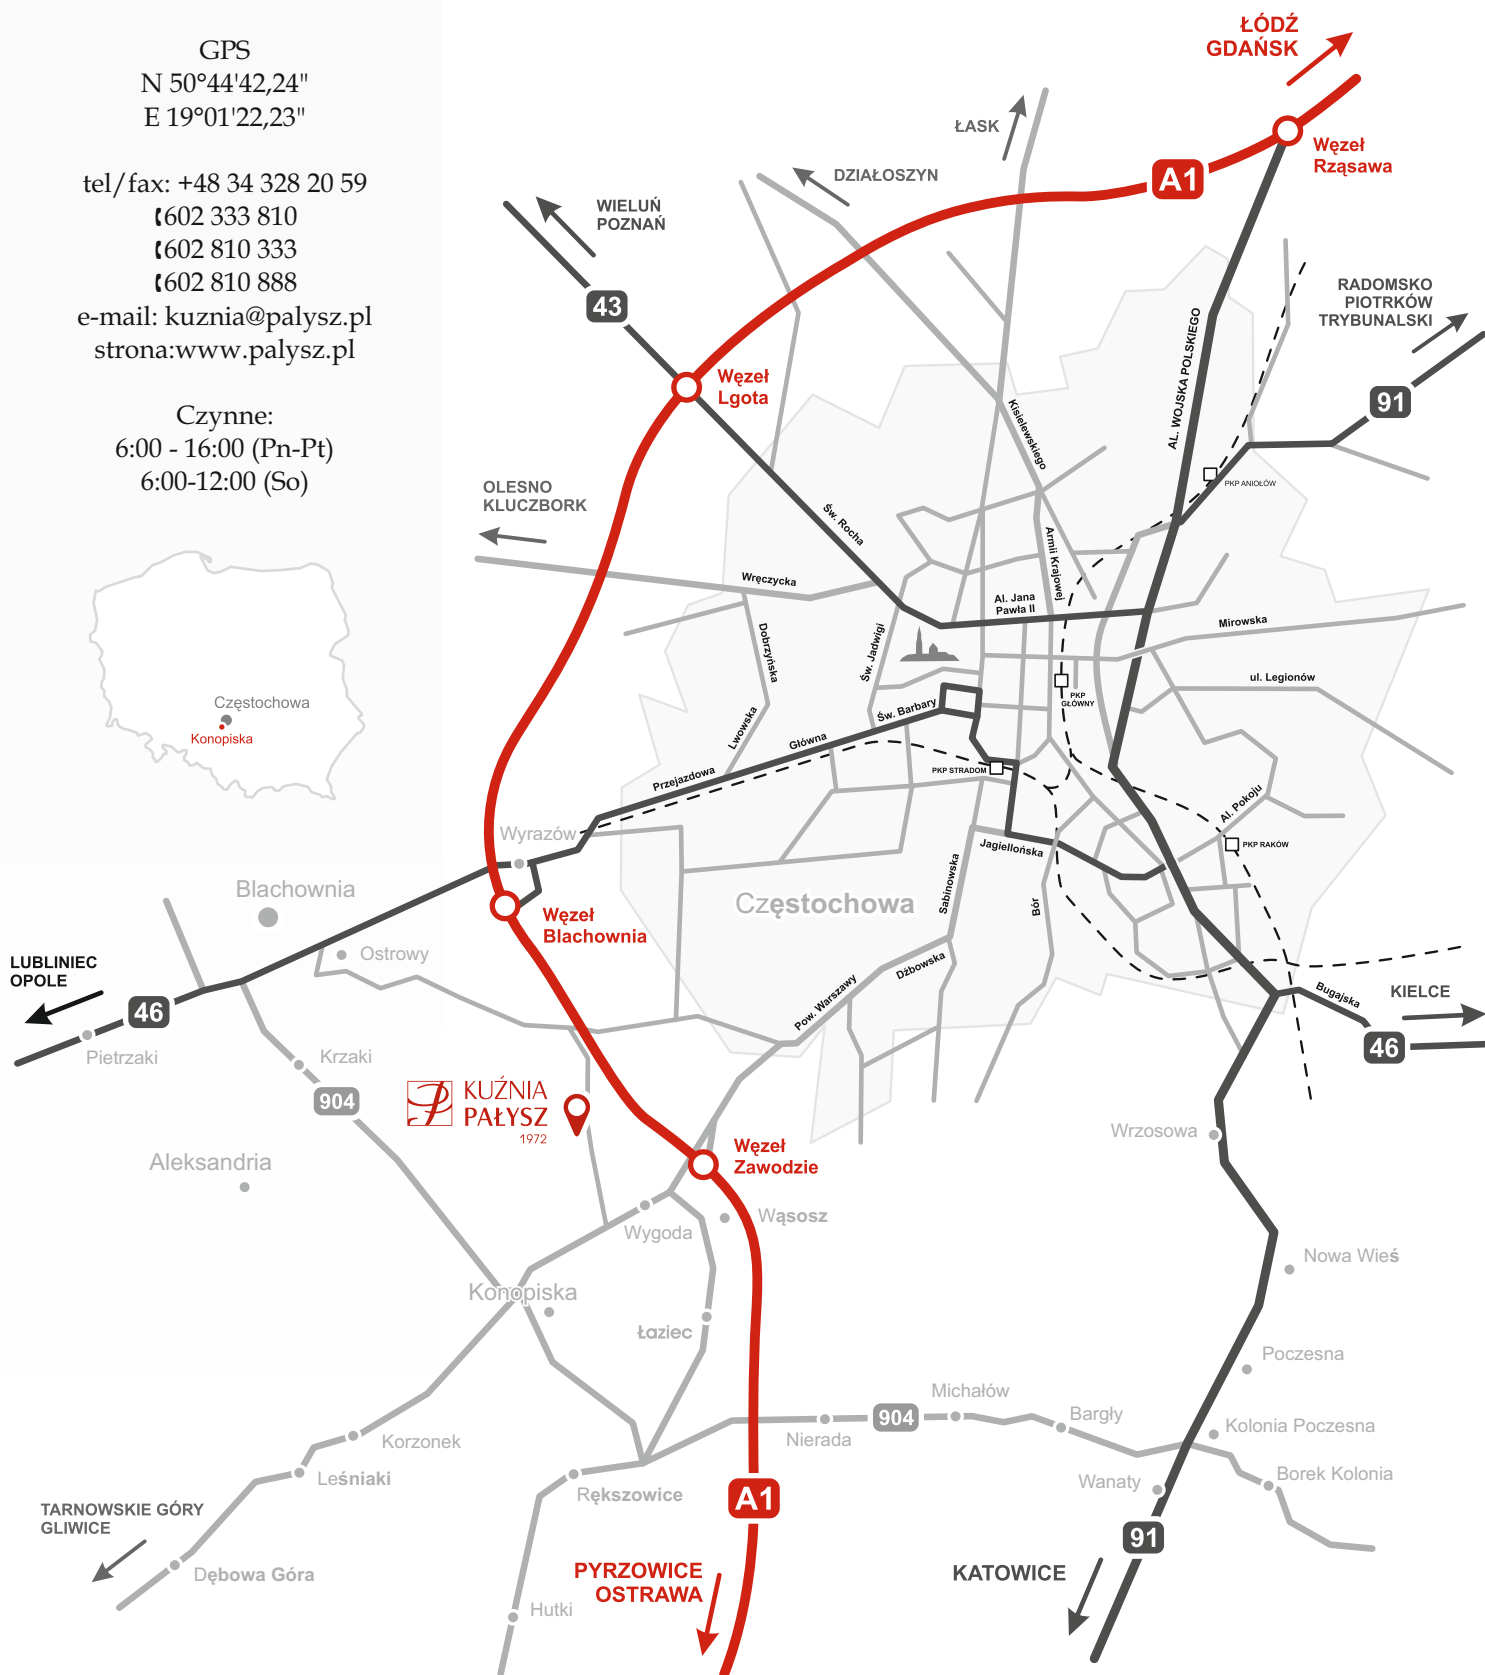 GPS
N 50°44'42,24"
E 19°01'22,23"
tel/fax: +48 34 328 20 59
602 333 810
602 810 333
602 810 888
e-mail: kuznia@palysz.pl
strona:www.palysz.pl
Czynne:
6:00 - 16:00 (Pn-Pt)
6:00-12:00 (So)
Częstochowa
Konopiska
ŁÓDŹ
GDAŃSK
Węzeł
Rząsawa
A1
ŁASK
DZIAŁOSZYN
WIELUŃ
POZNAŃ
43
RADOMSKO
PIOTRKÓW
TRYBUNALSKI
91
AL. WOJSKA POLSKIEGO
Węzeł
Lgota
Kisielewskiego
PKP ANIOŁÓW
OLESNO
KLUCZBORK
Św. Rocha
Armii Krajowej
Wręczycka
Al. Jana
Pawła II
Mirowska
Dobrzyńska
Św. Jadwigi
ul. Legionów
PKP
GŁÓWNY
Św. Barbary
Lwowska
Główna
Przejazdowa
PKP STRADOM
Al. Pokoju
PKP RAKÓW
Wyrazów
Jagiellońska
Sabinowska
Bór
Częstochowa
Blachownia
Węzeł
Blachownia
Ostrowy
Dźbowska
Pow. Warszawy
Bugajska
LUBLINIEC
OPOLE
46
KIELCE
46
Pietrzaki
Krzaki
904
KUŹNIA
PAŁYSZ
1972
Wrzosowa
Aleksandria
Węzeł
Zawodzie
Wąsosz
Wygoda
Nowa Wieś
Konopiska
Łaziec
Poczesna
Michałów
904
Nierada
Bargły
Kolonia Poczesna
Korzonek
Leśniaki
Borek Kolonia
Wanaty
Rększowice
A1
TARNOWSKIE GÓRY
GLIWICE
91
Dębowa Góra
PYRZOWICE
OSTRAWA
KATOWICE
Hutki